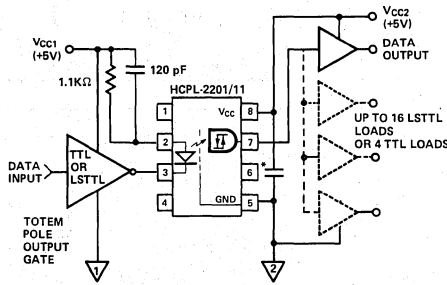 VCC1
(+5V)
1.1KΩ
120 pF
HCPL-2201/11
VCC2
(+5V)
DATA
OUTPUT
1
2
3
4
VCC 8
7
6
GND 5
*
UP TO 16 LSTTL
LOADS
OR 4 TTL LOADS
DATA
INPUT
TTL
OR
LSTTL
TOTEM
POLE OUTPUT
GATE
1
2